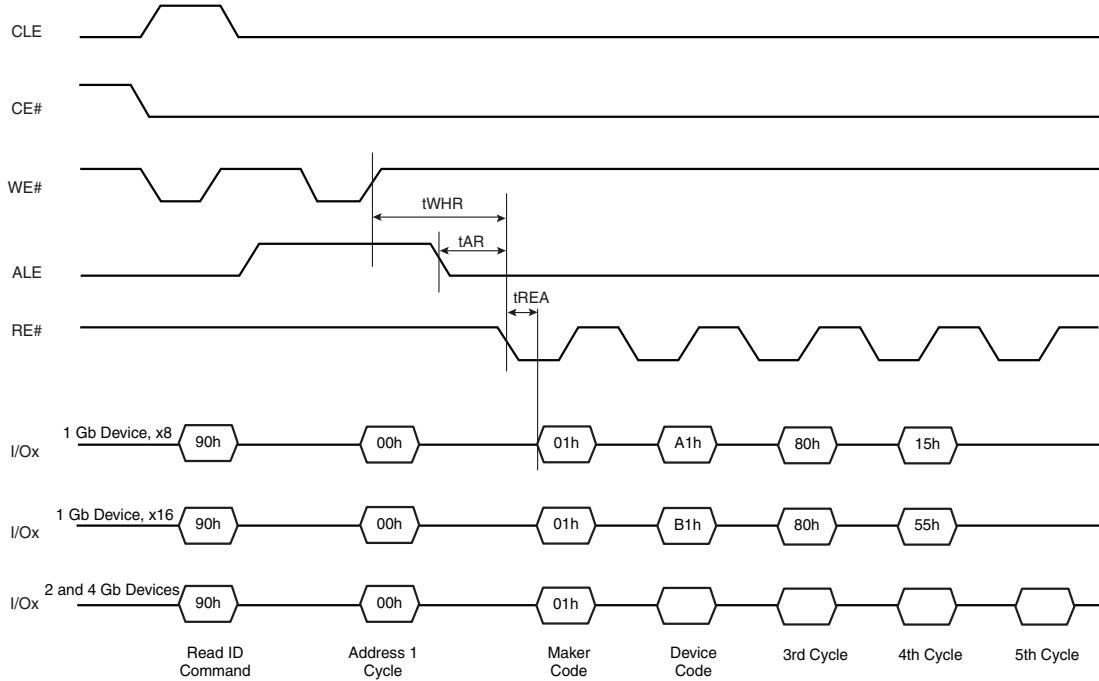 CLE
CE#
WE#
tWHR
tAR
ALE
tREA
RE#
1 Gb Device, x8
I/Ox
90h
00h
01h
A1h
80h
15h
1 Gb Device, x16
I/Ox
90h
00h
01h
B1h
80h
55h
2 and 4 Gb Devices
I/Ox
90h
00h
01h
Read ID
Command
Address 1
Cycle
Maker
Code
Device
Code
3rd Cycle
4th Cycle
5th Cycle